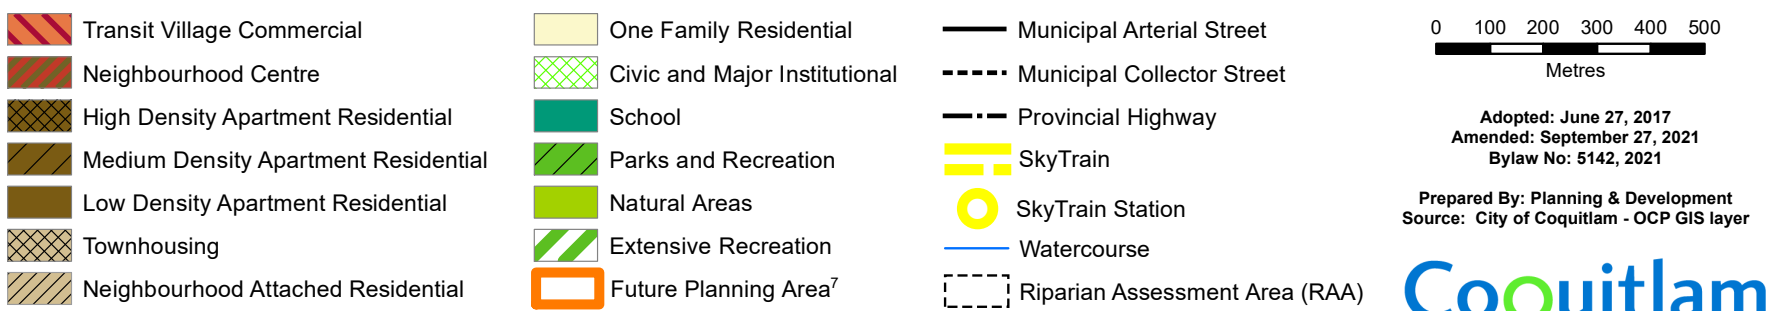 Transit Village Commercial
Neighbourhood Centre
High Density Apartment Residential
Medium Density Apartment Residential
Low Density Apartment Residential
Townhousing
Neighbourhood Attached Residential
One Family Residential
Civic and Major Institutional
School
Parks and Recreation
Natural Areas
Extensive Recreation
Future Planning Area⁷
Municipal Arterial Street
Municipal Collector Street
Provincial Highway
SkyTrain
SkyTrain Station
Watercourse
Riparian Assessment Area (RAA)
0 100 200 300 400 500
Metres
Adopted: June 27, 2017
Amended: September 27, 2021
Bylaw No: 5142, 2021
Prepared By: Planning & Development
Source: City of Coquitlam - OCP GIS layer
Coquitlam